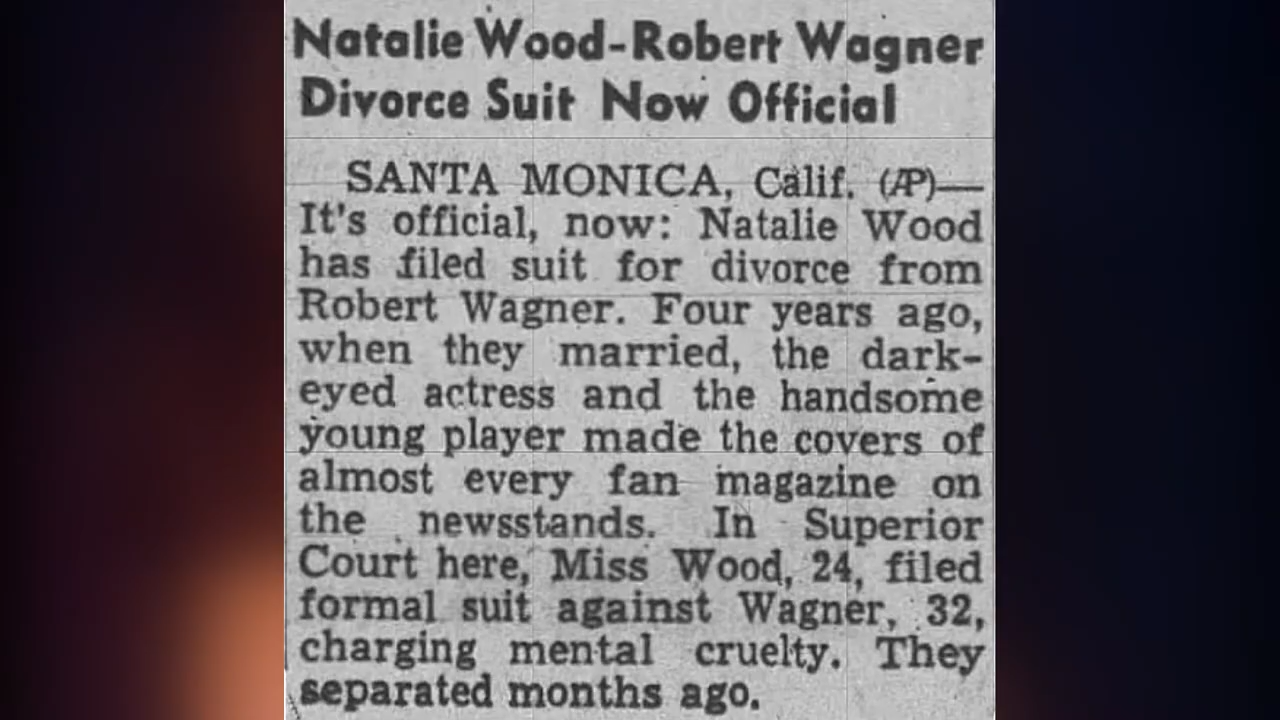 Natalie Wood-Robert Wagner
Divorce Suit Now Official
SANTA MONICA, Calif. (AP)—
It's official, now: Natalie Wood
has filed suit for divorce from
Robert Wagner. Four years ago,
when they married, the dark-
eyed actress and the handsome
young player made the covers of
almost every fan magazine on
the newsstands. In Superior
Court here, Miss Wood, 24, filed
formal suit against Wagner, 32,
charging mental cruelty. They
separated months ago.